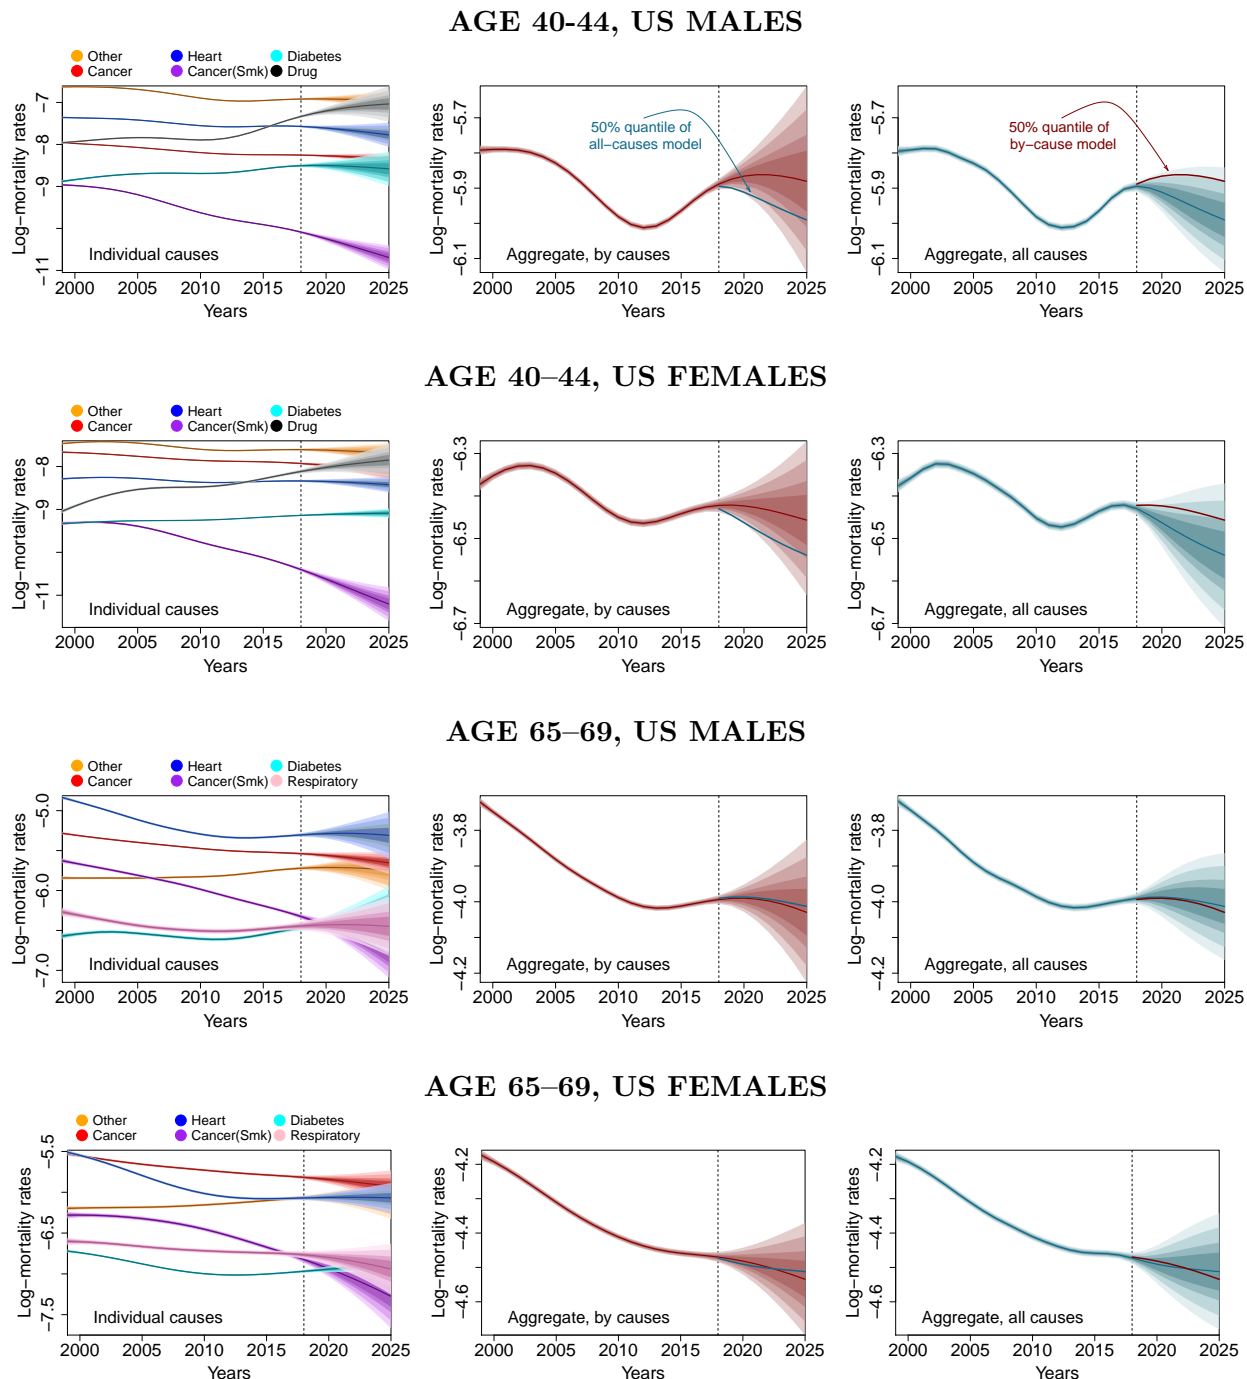 AGE 40-44, US MALES
Other Heart Diabetes
Cancer Cancer(Smk) Drug
Log−mortality rates
−7
−8
−9
−11
Individual causes
2000 2005 2010 2015 2020 2025
Years
Log−mortality rates
−5.7
−5.9
−6.1
50% quantile of
all−causes model
Aggregate, by causes
2000 2005 2010 2015 2020 2025
Years
Log−mortality rates
−5.7
−5.9
−6.1
50% quantile of
by−cause model
Aggregate, all causes
2000 2005 2010 2015 2020 2025
Years
AGE 40–44, US FEMALES
Other Heart Diabetes
Cancer Cancer(Smk) Drug
Log−mortality rates
−8
−9
−11
Individual causes
2000 2005 2010 2015 2020 2025
Years
Log−mortality rates
−6.3
−6.5
−6.7
Aggregate, by causes
2000 2005 2010 2015 2020 2025
Years
Log−mortality rates
−6.3
−6.5
−6.7
Aggregate, all causes
2000 2005 2010 2015 2020 2025
Years
AGE 65–69, US MALES
Other Heart Diabetes
Cancer Cancer(Smk) Respiratory
Log−mortality rates
−5.0
−6.0
−7.0
Individual causes
2000 2005 2010 2015 2020 2025
Years
Log−mortality rates
−3.8
−4.0
−4.2
Aggregate, by causes
2000 2005 2010 2015 2020 2025
Years
Log−mortality rates
−3.8
−4.0
−4.2
Aggregate, all causes
2000 2005 2010 2015 2020 2025
Years
AGE 65–69, US FEMALES
Other Heart Diabetes
Cancer Cancer(Smk) Respiratory
Log−mortality rates
−5.5
−6.5
−7.5
Individual causes
2000 2005 2010 2015 2020 2025
Years
Log−mortality rates
−4.2
−4.4
−4.6
Aggregate, by causes
2000 2005 2010 2015 2020 2025
Years
Log−mortality rates
−4.2
−4.4
−4.6
Aggregate, all causes
2000 2005 2010 2015 2020 2025
Years